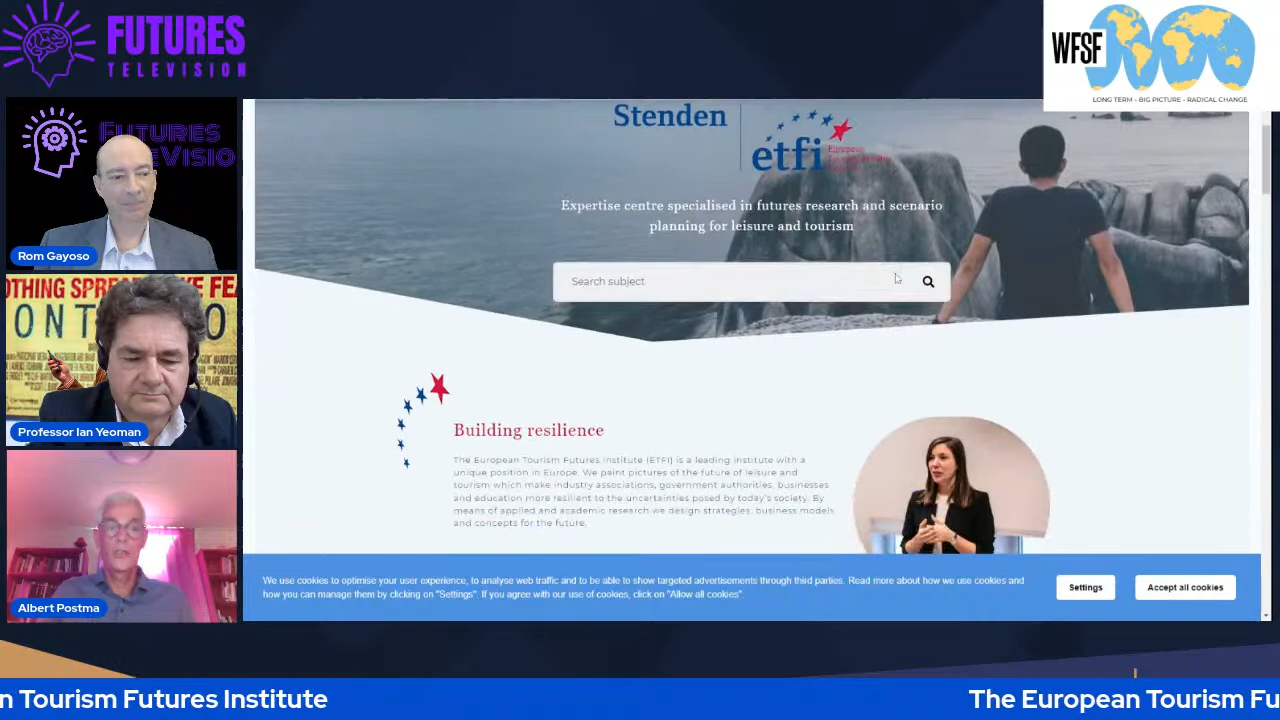 FUTURES
TELEVISION
WFSF
LONG TERM - BIG PICTURE - RADICAL CHANGE
FUTURES
Rom Gayoso
OTHING
ONT
Professor Ian Yeoman
Albert Postma
Stenden
etfi
European
Expertise centre specialised in futures research and scenario
planning for leisure and tourism
Search subject
Building resilience
The European Tourism Futures Institute (ETFI) is a leading institute with a
unique position in Europe. We paint pictures of the future of leisure and
tourism which make industry associations, government authorities, businesses
and education more resilient to the uncertainties posed by today's society. By
means of applied and academic research we design strategies, business models
and concepts for the future.
We use cookies to optimise your user experience, to analyse web traffic and to be able to show targeted advertisements through third parties. Read more about how we use cookies and
how you can manage them by clicking on "Settings". If you agree with our use of cookies, click on "Allow all cookies".
Settings
Accept all cookies
n Tourism Futures Institute
The European Tourism Fu